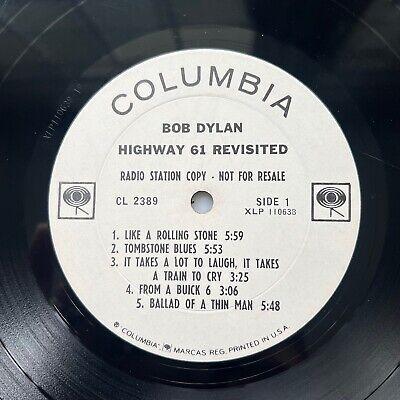 COLUMBIA
BOB DYLAN
HIGHWAY 61 REVISITED
RADIO STATION COPY - NOT FOR RESALE
CL 2389
SIDE 1
XLP 110638
1. LIKE A ROLLING STONE 5:59
2. TOMBSTONE BLUES 5:53
3. IT TAKES A LOT TO LAUGH, IT TAKES
A TRAIN TO CRY 3:25
4. FROM A BUICK 6 3:06
5. BALLAD OF A THIN MAN 5:48
® "COLUMBIA", MARCAS REG. PRINTED IN U.S.A.